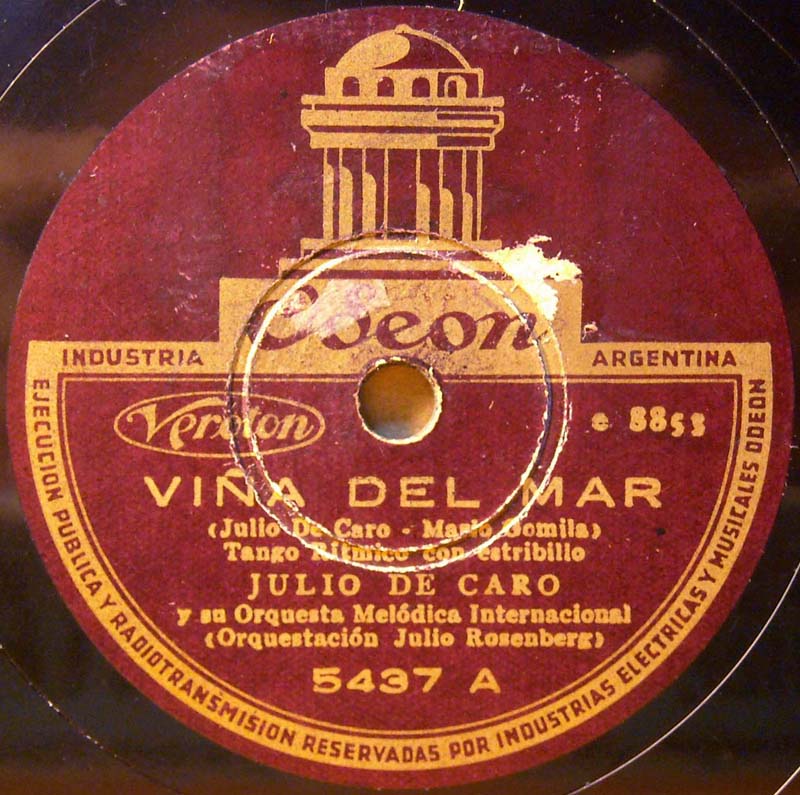 Odeon
INDUSTRIA ARGENTINA
Veroton
e 8853
VIÑA DEL MAR
(Julio De Caro - Mario Gomila)
Tango Rítmico con estribillo
JULIO DE CARO
y su Orquesta Melódica Internacional
(Orquestación Julio Rosenberg)
5437 A
EJECUCION PUBLICA Y RADIOTRANSMISION RESERVADAS POR INDUSTRIAS ELECTRICAS Y MUSICALES ODEON